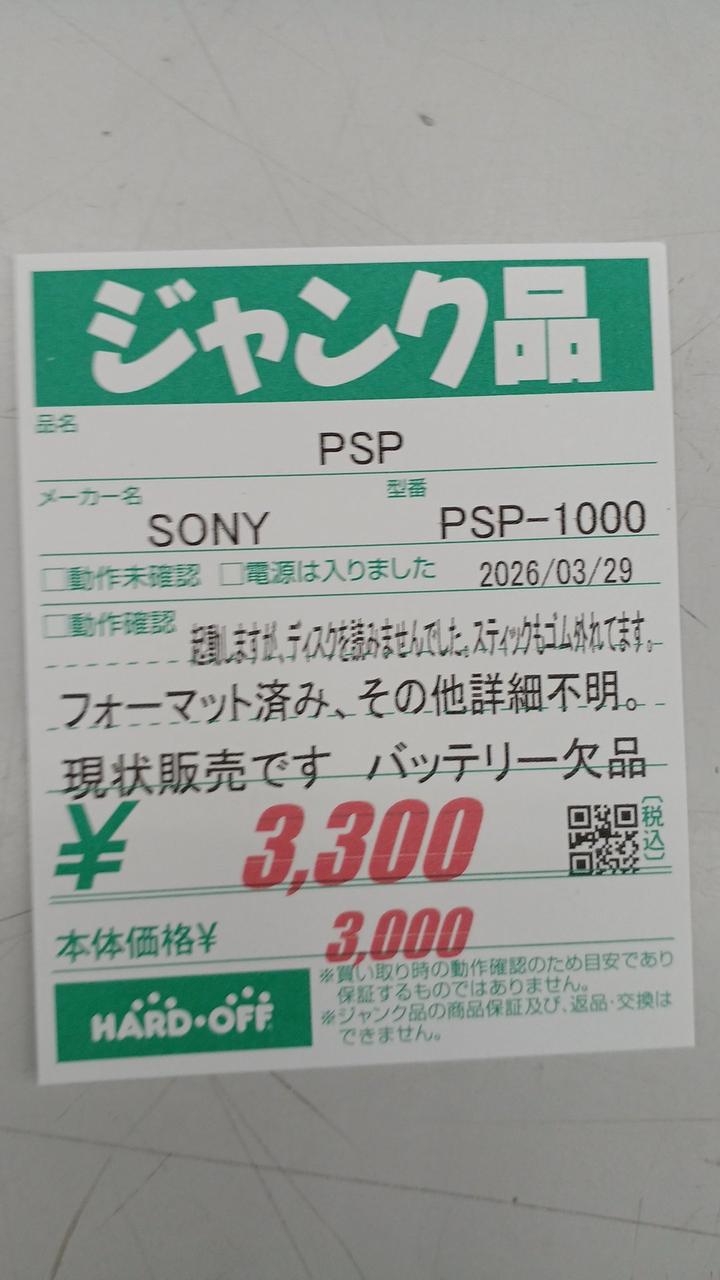 ジャンク品
品名
PSP
メーカー名 型番
SONY PSP-1000
□動作未確認 □電源は入りました 2026/03/29
□動作確認 起動しますが、ディスクを読みませんでした。スティックもゴム外れてます。
フォーマット済み、その他詳細不明。
現状販売です バッテリー欠品
¥ 3,300 (税込)
本体価格¥ 3,000
※買い取り時の動作確認のため目安であり
保証するものではありません。
※ジャンク品の商品保証及び、返品・交換は
できません。
HARD・OFF